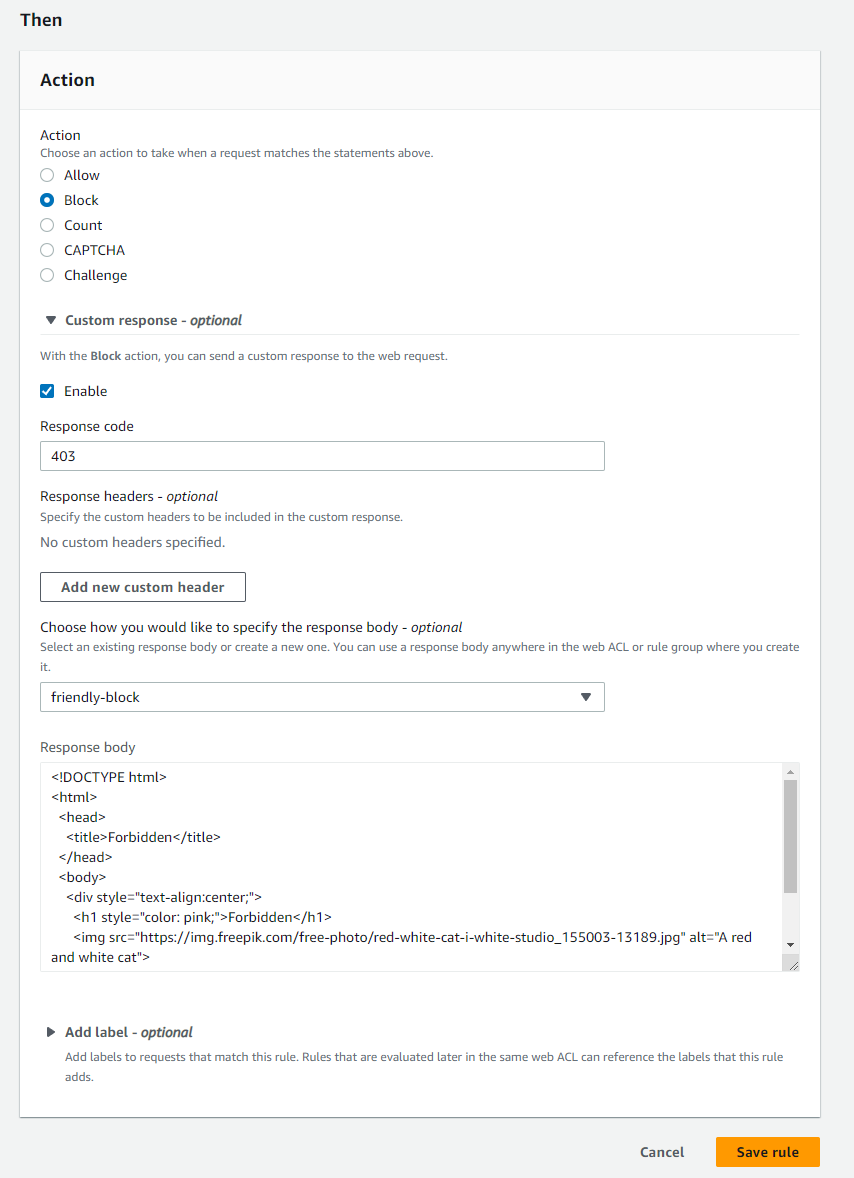 Then
Action
Action
Choose an action to take when a request matches the statements above.
Allow
Block
Count
CAPTCHA
Challenge
Custom response - optional
With the Block action, you can send a custom response to the web request.
Enable
Response code
403
Response headers - optional
Specify the custom headers to be included in the custom response.
No custom headers specified.
Add new custom header
Choose how you would like to specify the response body - optional
Select an existing response body or create a new one. You can use a response body anywhere in the web ACL or rule group where you create
it.
friendly-block
Response body
<!DOCTYPE html>
<html>
<head>
<title>Forbidden</title>
</head>
<body>
<div style="text-align:center;">
<h1 style="color: pink;">Forbidden</h1>
<img src="https://img.freepik.com/free-photo/red-white-cat-i-white-studio_155003-13189.jpg" alt="A red
and white cat">
Add label - optional
Add labels to requests that match this rule. Rules that are evaluated later in the same web ACL can reference the labels that this rule
adds.
Cancel
Save rule